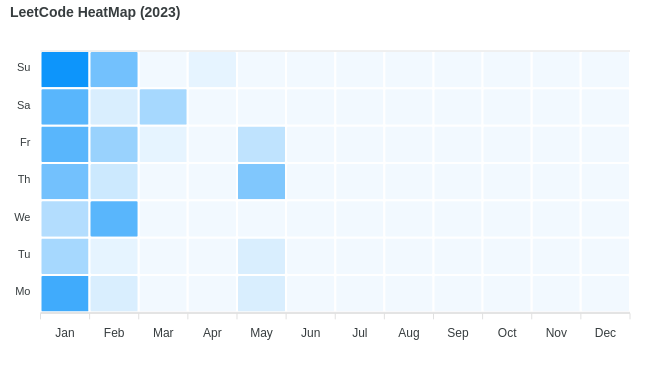 LeetCode HeatMap (2023)
Su
Sa
Fr
Th
We
Tu
Mo
Jan Feb Mar Apr May Jun Jul Aug Sep Oct Nov Dec